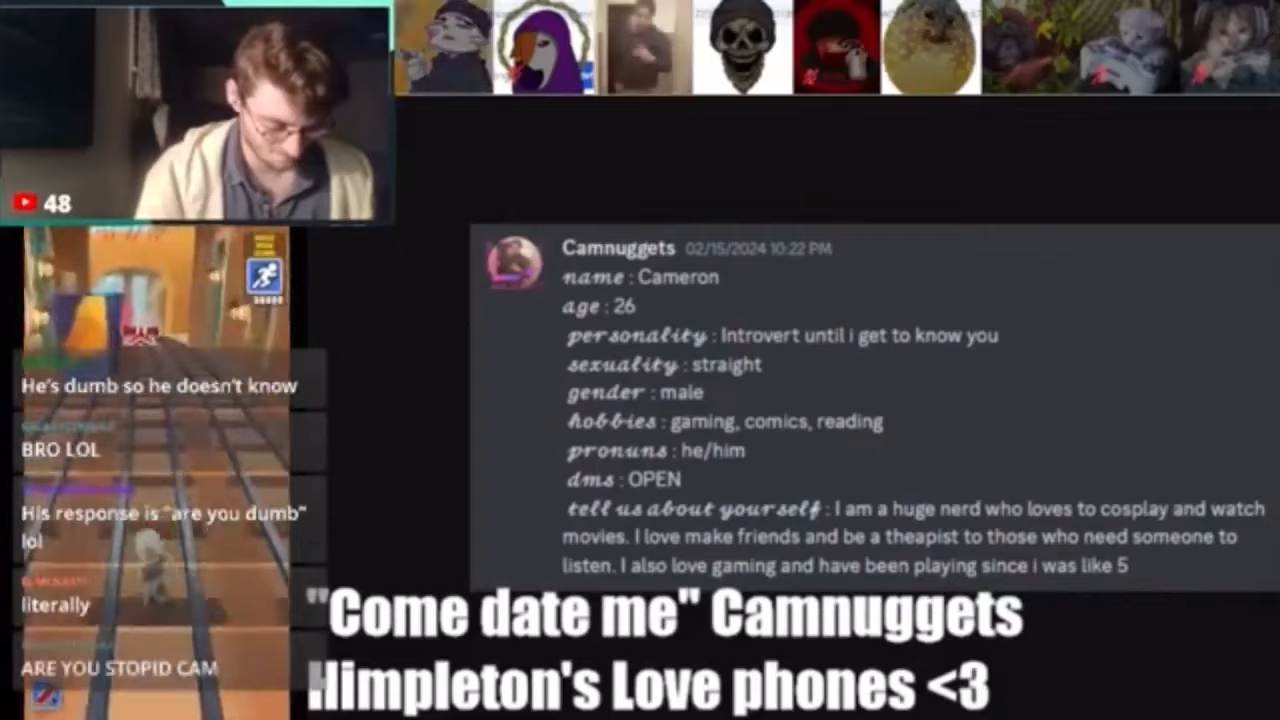 48
He's dumb so he doesn't know
BRO LOL
His response is "are you dumb"
lol
literally
ARE YOU STOPID CAM
Camnuggets 02/15/2024 10:22 PM
name : Cameron
age : 26
personality : Introvert until i get to know you
sexuality : straight
gender : male
hobbies : gaming, comics, reading
pronuns : he/him
dms : OPEN
tell us about yourself : I am a huge nerd who loves to cosplay and watch
movies. I love make friends and be a theapist to those who need someone to
listen. I also love gaming and have been playing since i was like 5
"Come date me" Camnuggets
Himpleton's Love phones <3